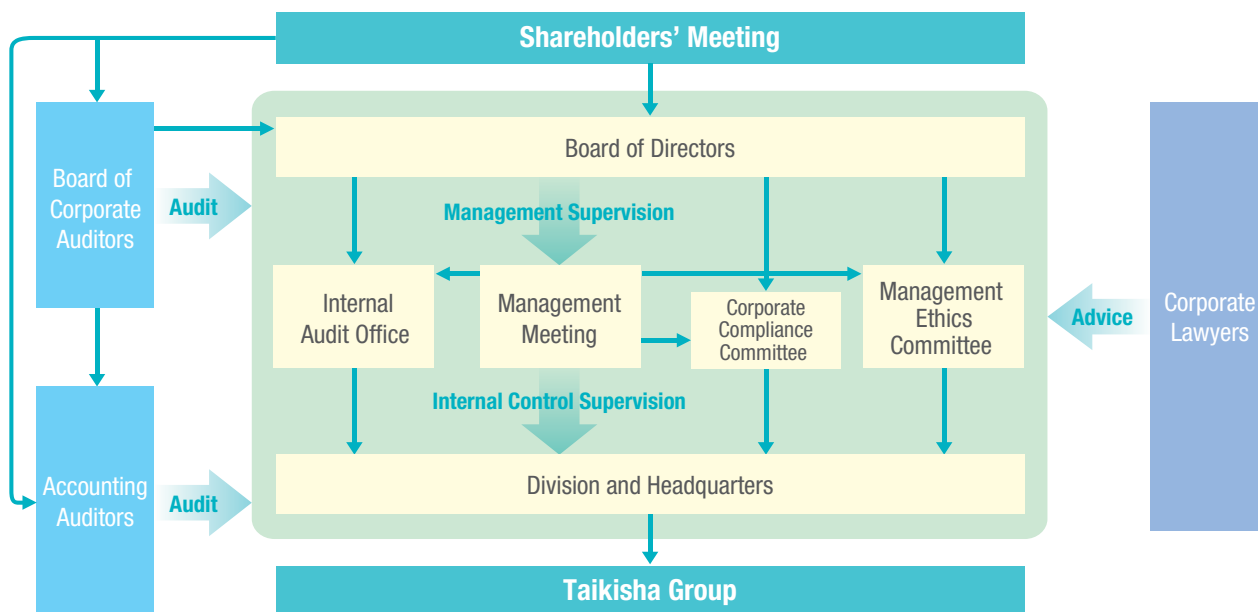 Shareholders’ Meeting
Board of Directors
Board of
Corporate
Auditors
Audit
Management Supervision
Internal
Audit Office
Management
Meeting
Corporate
Compliance
Committee
Management
Ethics
Committee
Advice
Corporate
Lawyers
Internal Control Supervision
Accounting
Auditors
Audit
Division and Headquarters
Taikisha Group